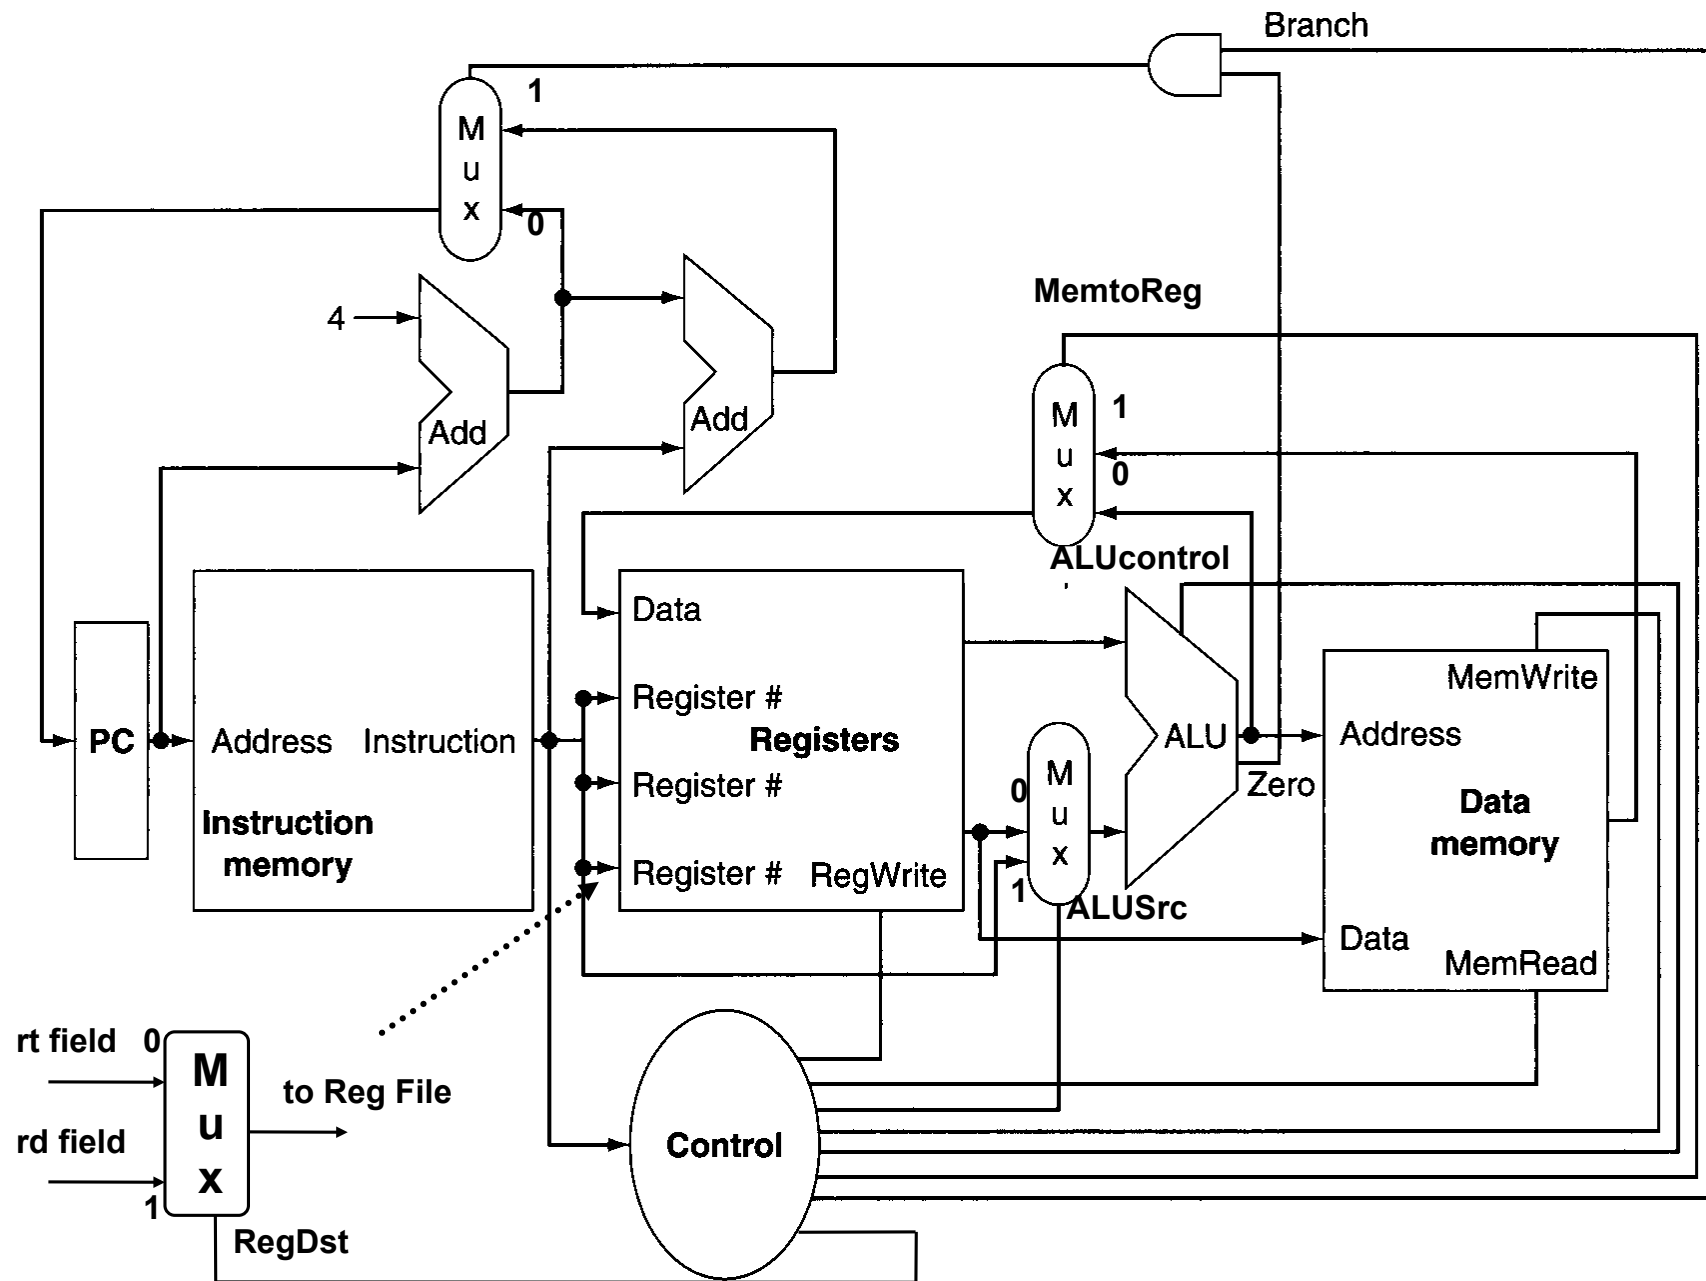 Branch
1
M
u
x
0
4
Add
Add
MemtoReg
M
u
x
1
0
ALUcontrol
PC
Address
Instruction
Instruction
memory
Data
Register #
Registers
Register #
Register #
RegWrite
0
M
u
x
1
ALUSrc
ALU
Zero
MemWrite
Address
Data
memory
Data
MemRead
rt field
0
M
u
x
to Reg File
rd field
1
RegDst
Control